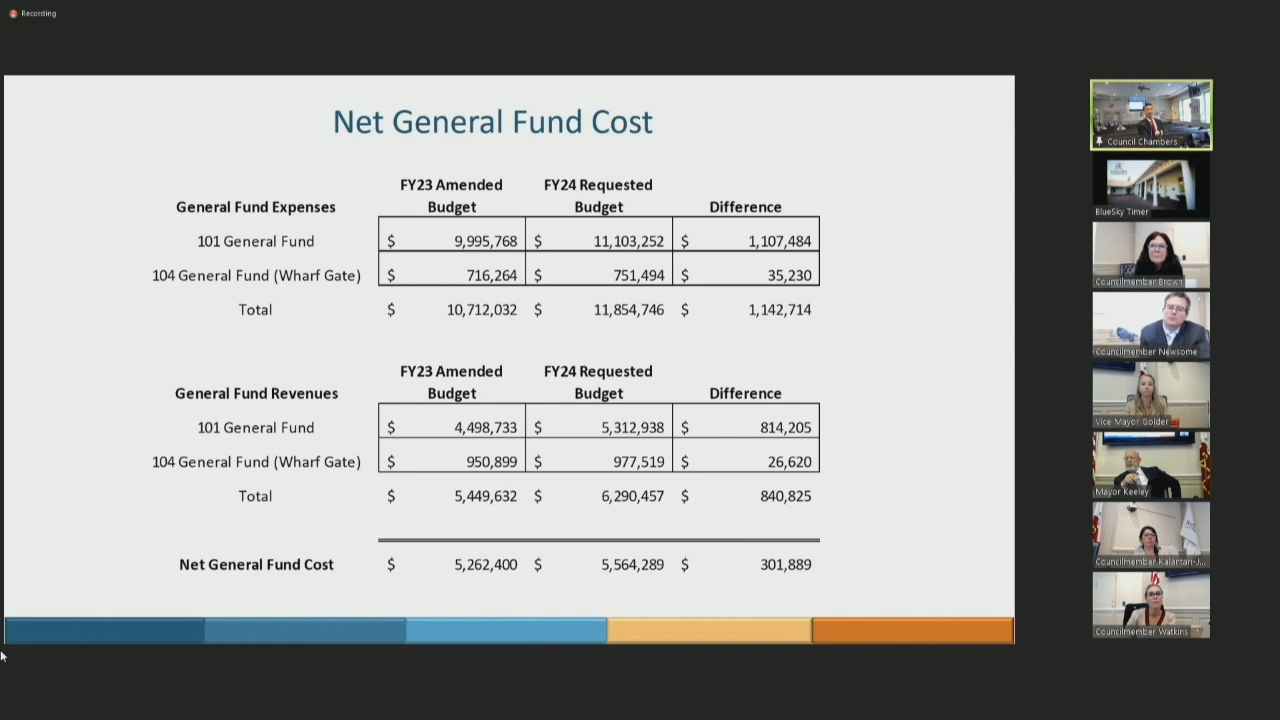 Recording
Net General Fund Cost
General Fund Expenses FY23 Amended Budget FY24 Requested Budget Difference
101 General Fund $ 9,995,768 $ 11,103,252 $ 1,107,484
104 General Fund (Wharf Gate) $ 716,264 $ 751,494 $ 35,230
Total $ 10,712,032 $ 11,854,746 $ 1,142,714
General Fund Revenues FY23 Amended Budget FY24 Requested Budget Difference
101 General Fund $ 4,498,733 $ 5,312,938 $ 814,205
104 General Fund (Wharf Gate) $ 950,899 $ 977,519 $ 26,620
Total $ 5,449,632 $ 6,290,457 $ 840,825
Net General Fund Cost $ 5,262,400 $ 5,564,289 $ 301,889
Council Chambers
BlueSky Timer
Councilmember Brown
Councilmember Newsome
Vice Mayor Golder
Mayor Keeley
Councilmember Kalantari-J...
Councilmember Watkins